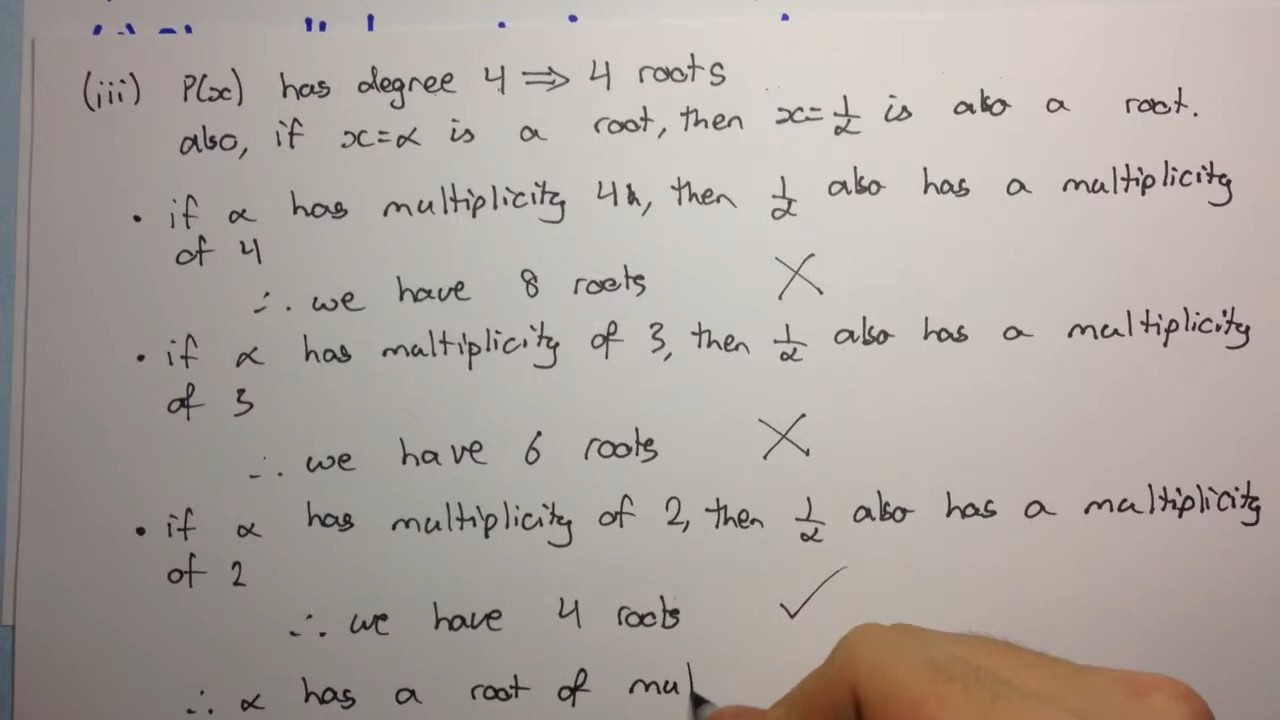 (iii) P(x) has degree 4 ⇒ 4 roots
also, if x=α is a root, then x=1/α is also a root.
• if α has multiplicity 4, then 1/α also has a multiplicity
of 4
∴ we have 8 roots ✗
• if α has multiplicity of 3, then 1/α also has a multiplicity
of 3
∴ we have 6 roots ✗
• if α has multiplicity of 2, then 1/α also has a multiplicity
of 2
∴ we have 4 roots ✓
∴ α has a root of mul